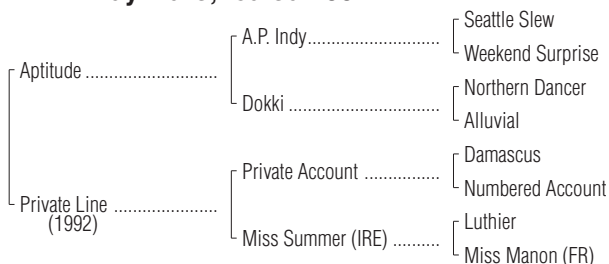 Seattle Slew
A.P. Indy
Weekend Surprise
Aptitude
Northern Dancer
Dokki
Alluvial
Damascus
Private Account
Numbered Account
Private Line
(1992)
Luthier
Miss Summer (IRE)
Miss Manon (FR)